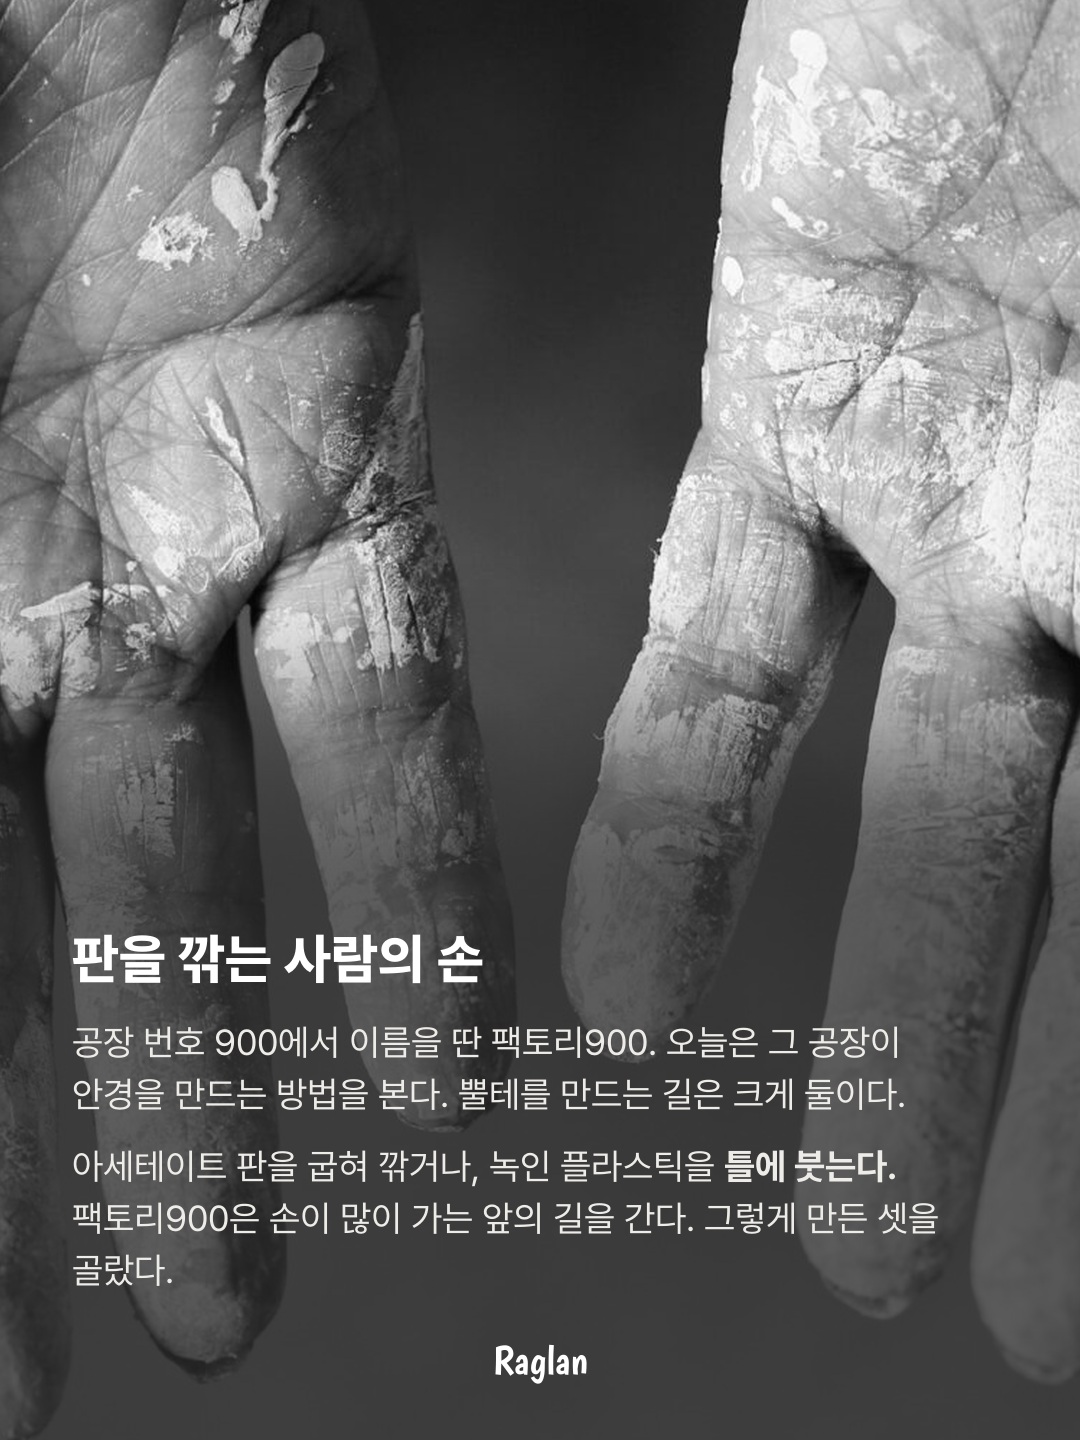 판을 깎는 사람의 손
공장 번호 900에서 이름을 딴 팩토리900. 오늘은 그 공장이
안경을 만드는 방법을 본다. 뿔테를 만드는 길은 크게 둘이다.
아세테이트 판을 굽혀 깎거나, 녹인 플라스틱을 틀에 붓는다.
팩토리900은 손이 많이 가는 앞의 길을 간다. 그렇게 만든 셋을
골랐다.
Raglan